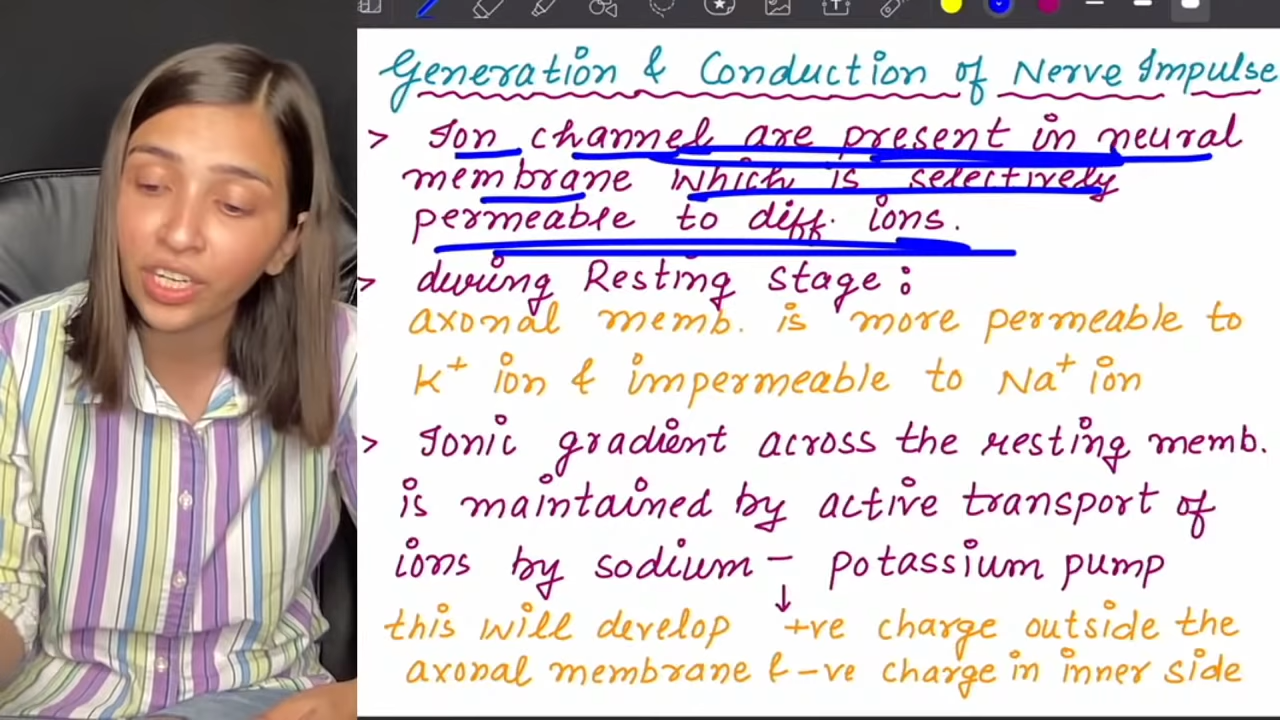 Generation & Conduction of Nerve Impulse
> Ion channel are present in neural
membrane which is selectively
permeable to diff. ions.
> during Resting Stage :
axonal memb. is more permeable to
K+ ion & impermeable to Na+ ion
> Ionic gradient across the resting memb.
is maintained by active transport of
ions by sodium - potassium pump
↓
this will develop +ve charge outside the
axonal membrane & -ve charge in inner side